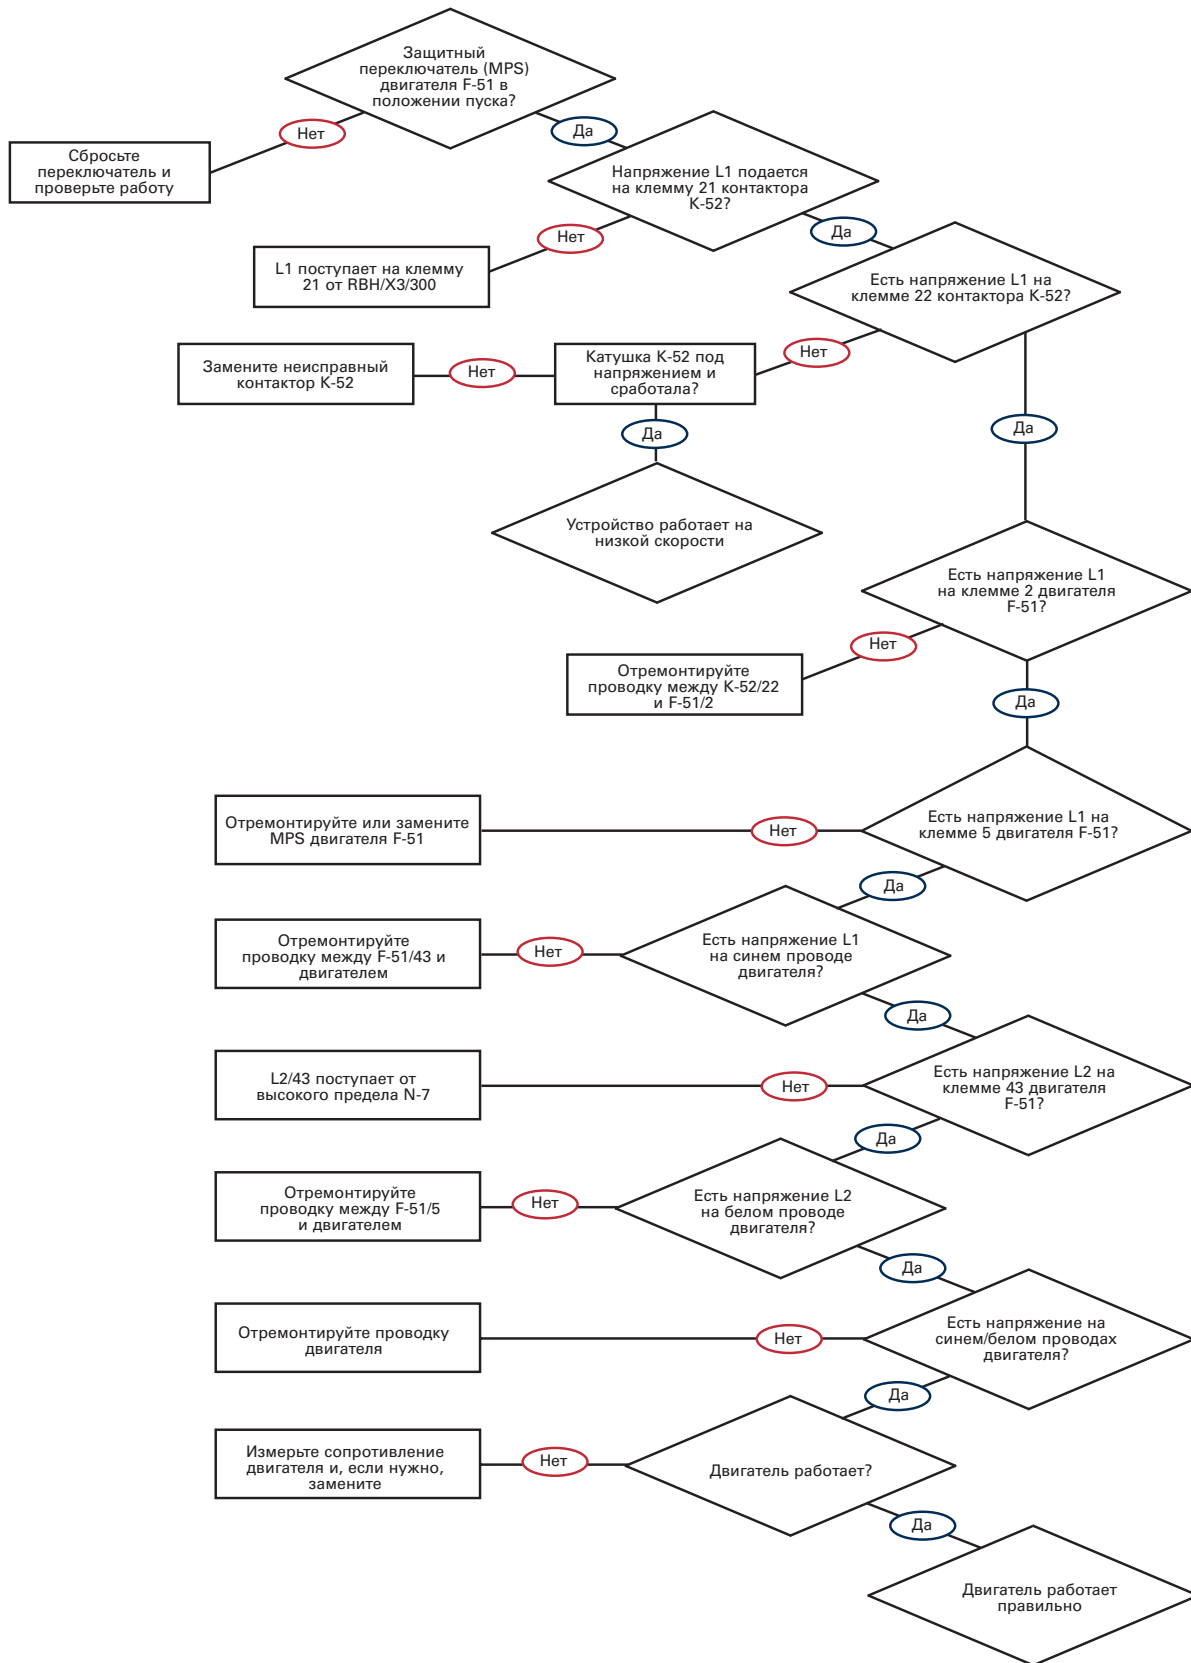 Защитный
переключатель (MPS)
двигателя F-51 в
положении пуска?
Нет
Да
Сбросьте
переключатель и
проверьте работу
Напряжение L1 подается
на клемму 21 контактора
K-52?
Нет
Да
L1 поступает на клемму
21 от RBH/X3/300
Есть напряжение L1 на
клемме 22 контактора K-52?
Нет
Да
Катушка K-52 под
напряжением и
сработала?
Нет
Замените неисправный
контактор K-52
Да
Устройство работает на
низкой скорости
Есть напряжение L1
на клемме 2 двигателя
F-51?
Нет
Отремонтируйте
проводку между K-52/22
и F-51/2
Да
Есть напряжение L1 на
клемме 5 двигателя F-51?
Нет
Отремонтируйте или замените
MPS двигателя F-51
Да
Есть напряжение L1
на синем проводе
двигателя?
Нет
Отремонтируйте
проводку между F-51/43 и
двигателем
Да
Есть напряжение L2 на
клемме 43 двигателя
F-51?
Нет
L2/43 поступает от
высокого предела N-7
Да
Есть напряжение L2
на белом проводе
двигателя?
Нет
Отремонтируйте
проводку между F-51/5
и двигателем
Да
Есть напряжение на
синем/белом проводах
двигателя?
Нет
Отремонтируйте проводку
двигателя
Да
Двигатель работает?
Нет
Измерьте сопротивление
двигателя и, если нужно,
замените
Да
Двигатель работает
правильно